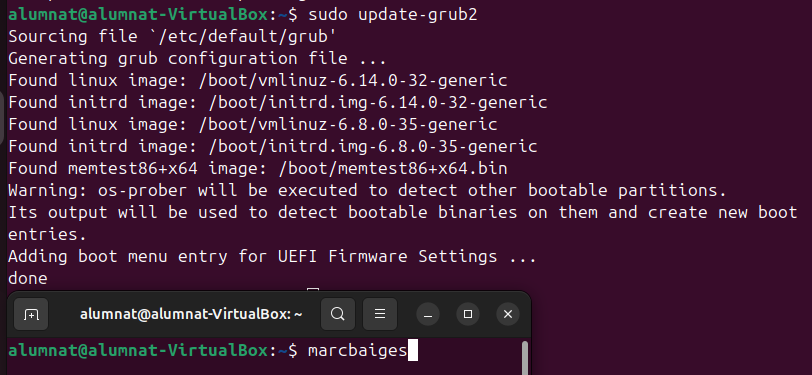 alumnat@alumnat-VirtualBox:~$ sudo update-grub2
Sourcing file `/etc/default/grub'
Generating grub configuration file ...
Found linux image: /boot/vmlinuz-6.14.0-32-generic
Found initrd image: /boot/initrd.img-6.14.0-32-generic
Found linux image: /boot/vmlinuz-6.8.0-35-generic
Found initrd image: /boot/initrd.img-6.8.0-35-generic
Found memtest86+x64 image: /boot/memtest86+x64.bin
Warning: os-prober will be executed to detect other bootable partitions.
Its output will be used to detect bootable binaries on them and create new boot
entries.
Adding boot menu entry for UEFI Firmware Settings ...
done
alumnat@alumnat-VirtualBox: ~
alumnat@alumnat-VirtualBox:~$ marcbaiges